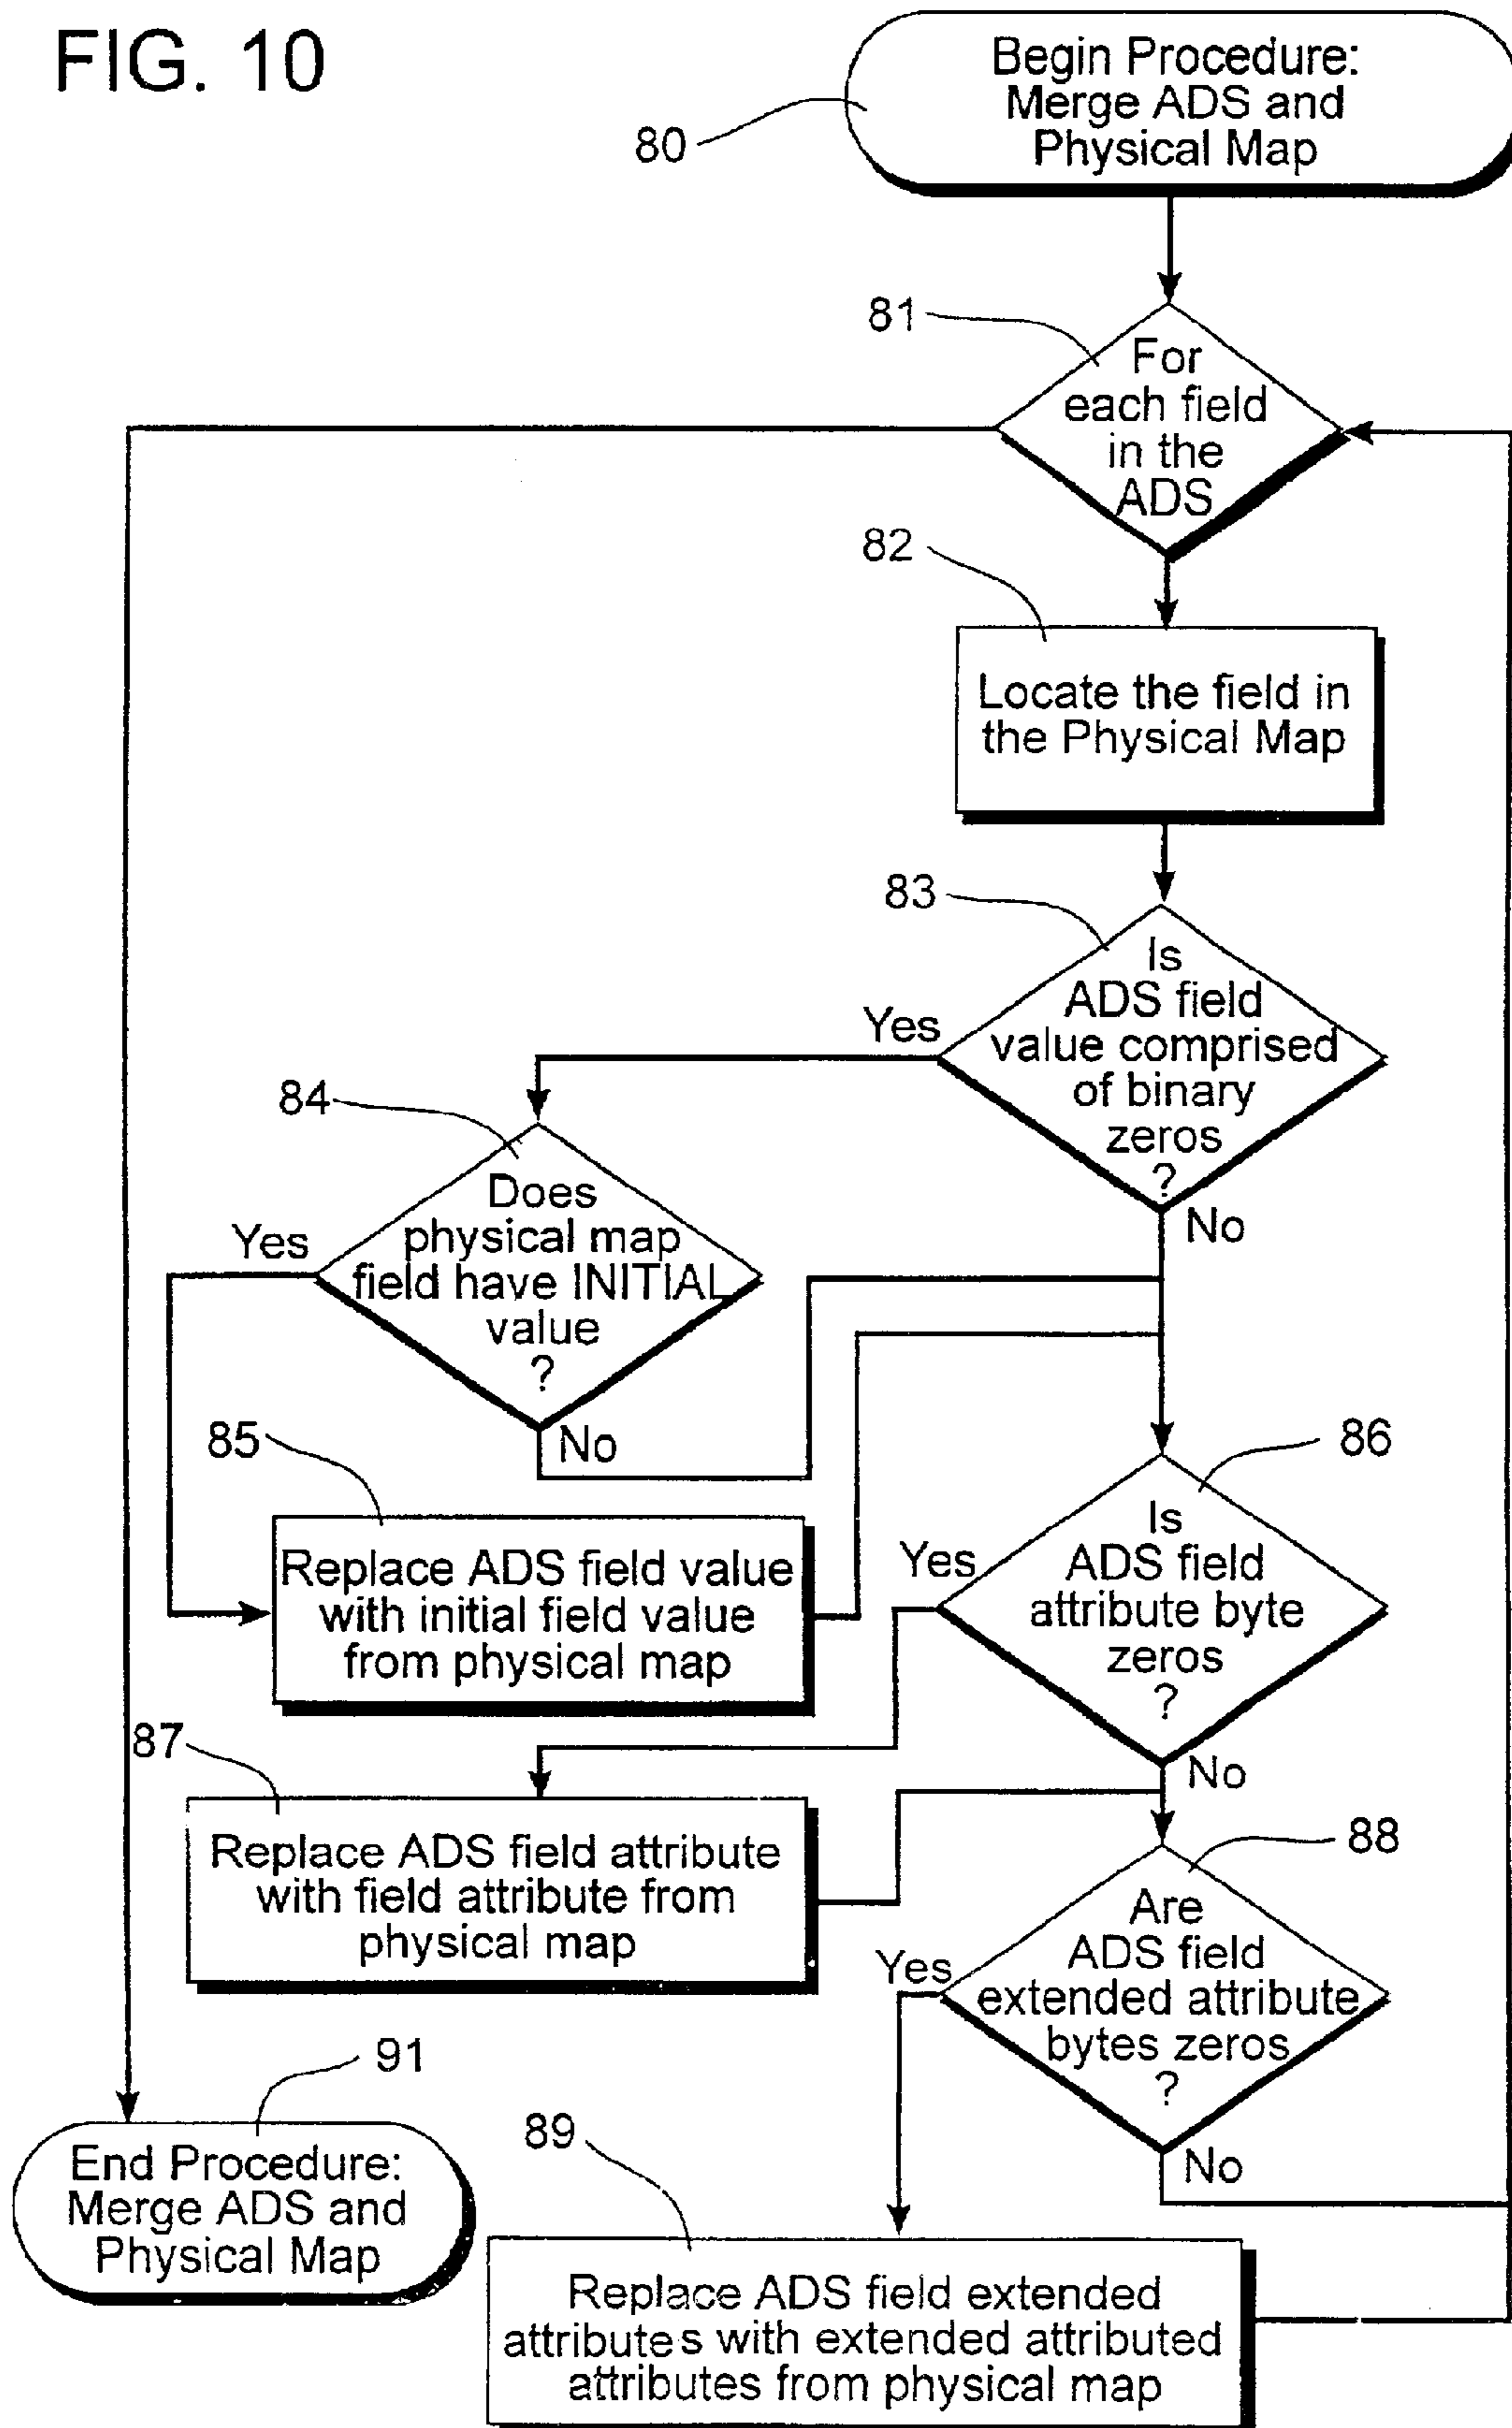 FIG. 10
Begin Procedure:
Merge ADS and
Physical Map
80
81
For
each field
in the
ADS
82
Locate the field in
the Physical Map
83
Is
ADS field
value comprised
of binary
zeros
?
Yes
No
84
Does
physical map
field have INITIAL
value
?
Yes
No
85
Replace ADS field value
with initial field value
from physical map
86
Is
ADS field
attribute byte
zeros
?
Yes
No
87
Replace ADS field attribute
with field attribute from
physical map
88
Are
ADS field
extended attribute
bytes zeros
?
Yes
No
91
End Procedure:
Merge ADS and
Physical Map
89
Replace ADS field extended
attributes with extended attributed
attributes from physical map